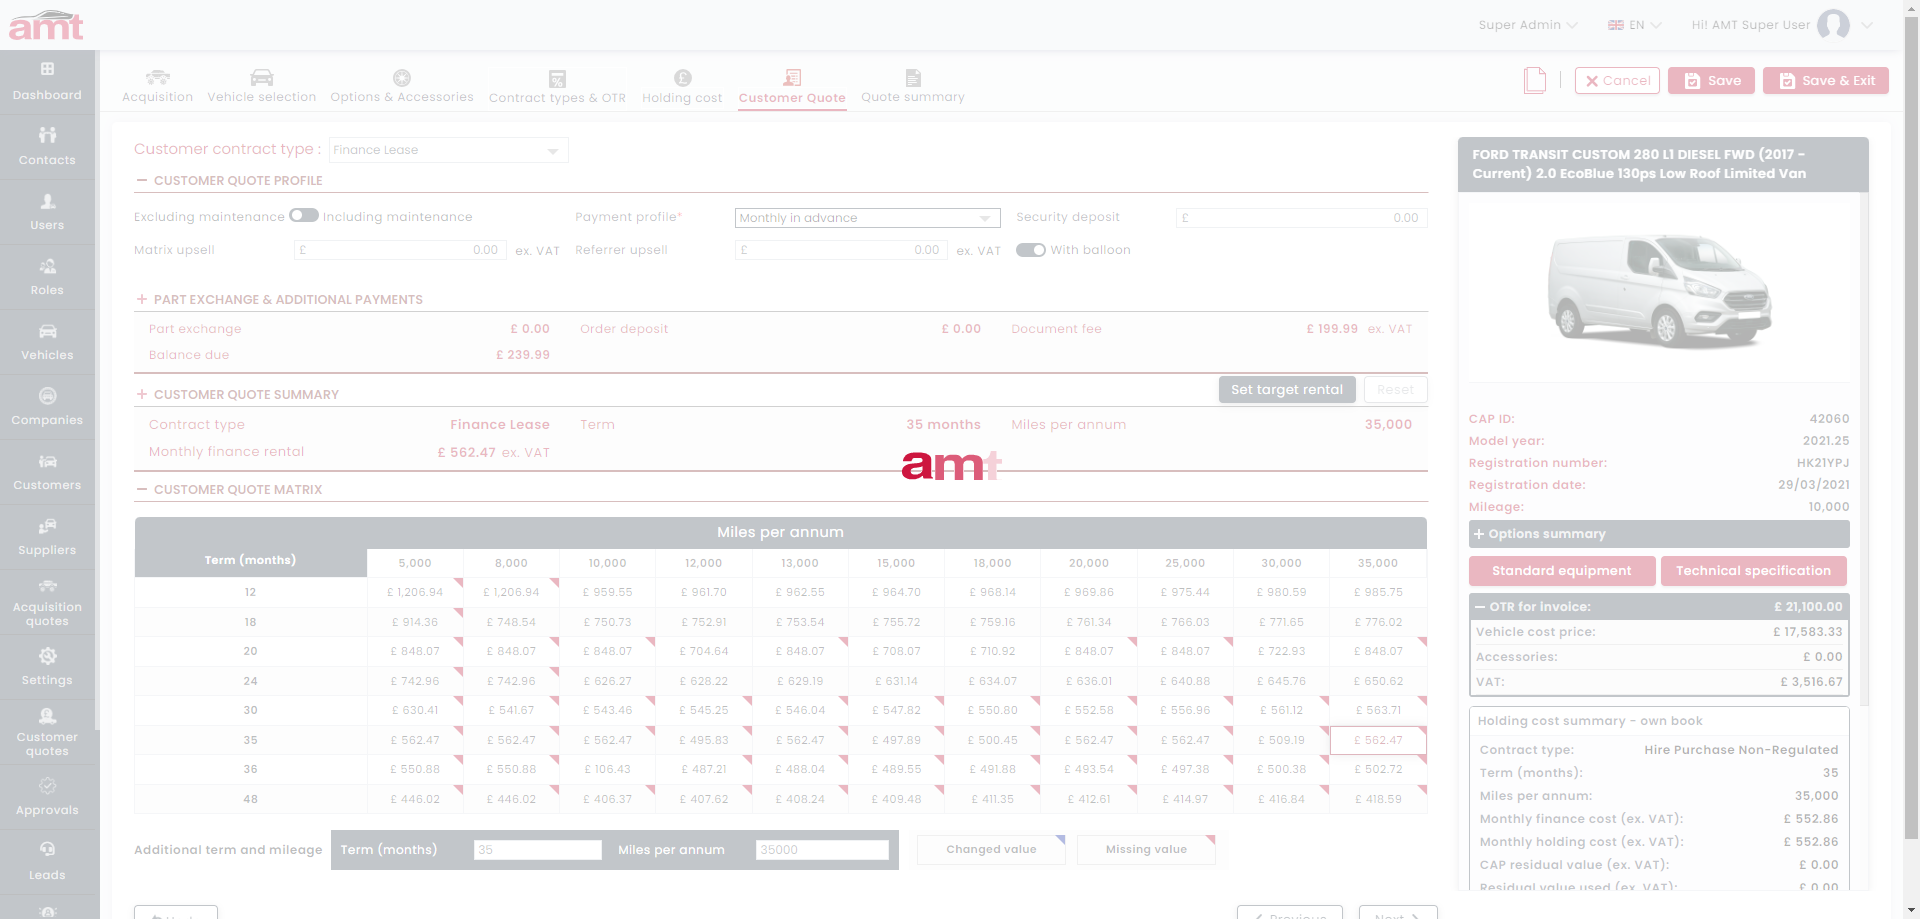 amt
Super Admin
EN
Hi! AMT Super User
Dashboard
Contacts
Users
Roles
Vehicles
Companies
Customers
Suppliers
Acquisition
quotes
Settings
Customer
quotes
Approvals
Leads
Acquisition
Vehicle selection
Options & Accessories
Contract types & OTR
Holding cost
Customer Quote
Quote summary
Cancel
Save
Save & Exit
Customer contract type :
Finance Lease
CUSTOMER QUOTE PROFILE
Excluding maintenance Including maintenance
Payment profile*
Monthly in advance
Security deposit
£ 0.00
Matrix upsell
£ 0.00 ex. VAT
Referrer upsell
£ 0.00 ex. VAT
With balloon
PART EXCHANGE & ADDITIONAL PAYMENTS
Part exchange £ 0.00 Order deposit £ 0.00 Document fee £ 199.99 ex. VAT
Balance due £ 239.99
CUSTOMER QUOTE SUMMARY
Set target rental
Reset
Contract type Finance Lease Term 35 months Miles per annum 35,000
Monthly finance rental £ 562.47 ex. VAT
amt
CUSTOMER QUOTE MATRIX
Miles per annum
Term (months) 5,000 8,000 10,000 12,000 13,000 15,000 18,000 20,000 25,000 30,000 35,000
12 £ 1,206.94 £ 1,206.94 £ 959.55 £ 961.70 £ 962.55 £ 964.70 £ 968.14 £ 969.86 £ 975.44 £ 980.59 £ 985.75
18 £ 914.36 £ 748.54 £ 750.73 £ 752.91 £ 753.54 £ 755.72 £ 759.16 £ 761.34 £ 766.03 £ 771.65 £ 776.02
20 £ 848.07 £ 848.07 £ 848.07 £ 704.64 £ 848.07 £ 708.07 £ 710.92 £ 848.07 £ 848.07 £ 722.93 £ 848.07
24 £ 742.96 £ 742.96 £ 626.27 £ 628.22 £ 629.19 £ 631.14 £ 634.07 £ 636.01 £ 640.88 £ 645.76 £ 650.62
30 £ 630.41 £ 541.67 £ 543.46 £ 545.25 £ 546.04 £ 547.82 £ 550.80 £ 552.58 £ 556.96 £ 561.12 £ 563.71
35 £ 562.47 £ 562.47 £ 562.47 £ 495.83 £ 562.47 £ 497.89 £ 500.45 £ 562.47 £ 562.47 £ 509.19 £ 562.47
36 £ 550.88 £ 550.88 £ 106.43 £ 487.21 £ 488.04 £ 489.55 £ 491.88 £ 493.54 £ 497.38 £ 500.38 £ 502.72
48 £ 446.02 £ 446.02 £ 406.37 £ 407.62 £ 408.24 £ 409.48 £ 411.35 £ 412.61 £ 414.97 £ 416.84 £ 418.59
Additional term and mileage Term (months) 35 Miles per annum 35000
Changed value
Missing value
Previous
Next
FORD TRANSIT CUSTOM 280 L1 DIESEL FWD (2017 -
Current) 2.0 EcoBlue 130ps Low Roof Limited Van
CAP ID: 42060
Model year: 2021.25
Registration number: HK21YPJ
Registration date: 29/03/2021
Mileage: 10,000
Options summary
Standard equipment
Technical specification
OTR for invoice: £ 21,100.00
Vehicle cost price: £ 17,583.33
Accessories: £ 0.00
VAT: £ 3,516.67
Holding cost summary - own book
Contract type: Hire Purchase Non-Regulated
Term (months): 35
Miles per annum: 35,000
Monthly finance cost (ex. VAT): £ 552.86
Monthly holding cost (ex. VAT): £ 552.86
CAP residual value (ex. VAT): £ 0.00
Residual value used (ex. VAT): £ 0.00